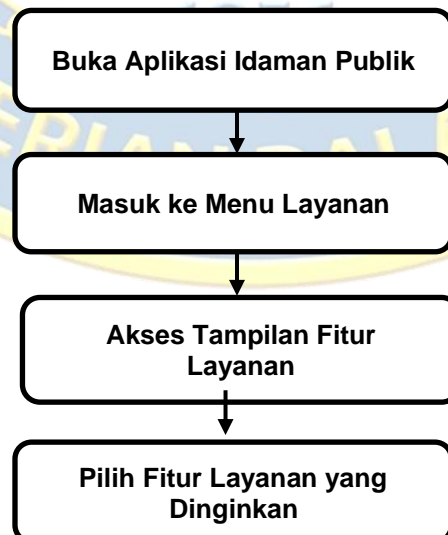 Buka Aplikasi Idaman Publik
Masuk ke Menu Layanan
Akses Tampilan Fitur
Layanan
Pilih Fitur Layanan yang
Dinginkan